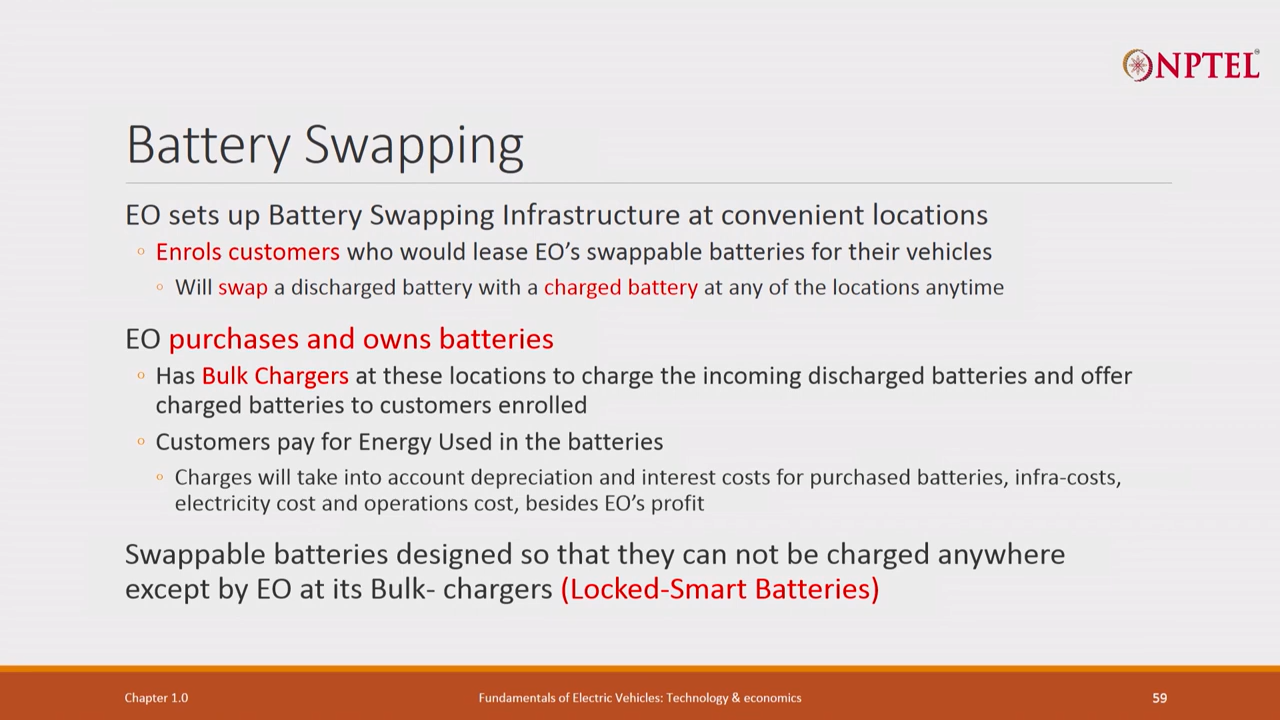 NPTEL
Battery Swapping
EO sets up Battery Swapping Infrastructure at convenient locations
◦ Enrols customers who would lease EO’s swappable batteries for their vehicles
◦ Will swap a discharged battery with a charged battery at any of the locations anytime
EO purchases and owns batteries
◦ Has Bulk Chargers at these locations to charge the incoming discharged batteries and offer
charged batteries to customers enrolled
◦ Customers pay for Energy Used in the batteries
◦ Charges will take into account depreciation and interest costs for purchased batteries, infra-costs,
electricity cost and operations cost, besides EO’s profit
Swappable batteries designed so that they can not be charged anywhere
except by EO at its Bulk- chargers (Locked-Smart Batteries)
Chapter 1.0
Fundamentals of Electric Vehicles: Technology & economics
59